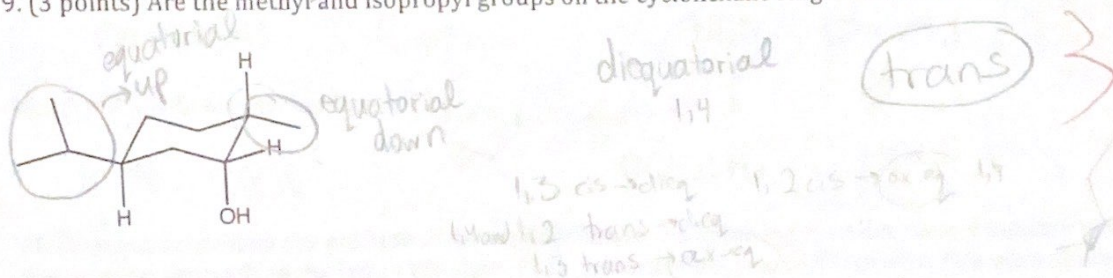 9. (3 points) Are the methyl and isopropyl groups on the
equatorial
up
H
equatorial
down
H
H
OH
diequatorial
1,4
trans
1,3 cis → dieq 1,2 cis → ax eq 1,4
1,4 and 1,2 trans → dieq
1,3 trans → ax-eq